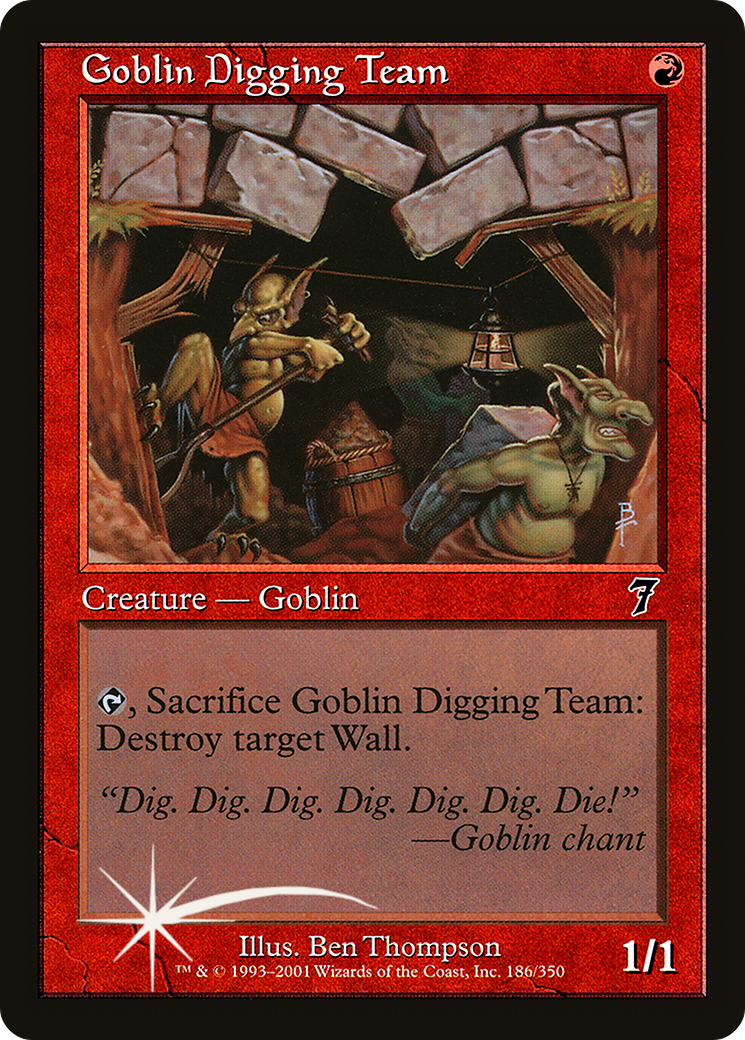 Goblin Digging Team
Creature — Goblin
7
, Sacrifice Goblin Digging Team:
Destroy target Wall.
“Dig. Dig. Dig. Dig. Dig. Dig. Die!”
—Goblin chant
Illus. Ben Thompson
™ & © 1993–2001 Wizards of the Coast, Inc. 186/350
1/1